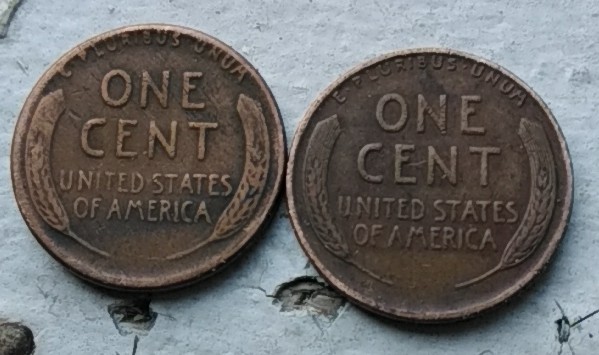 E·PLURIBUS·UNUM
ONE
CENT
UNITED·STATES
OF AMERICA
E·PLURIBUS·UNUM
ONE
CENT
UNITED STATES
OF AMERICA